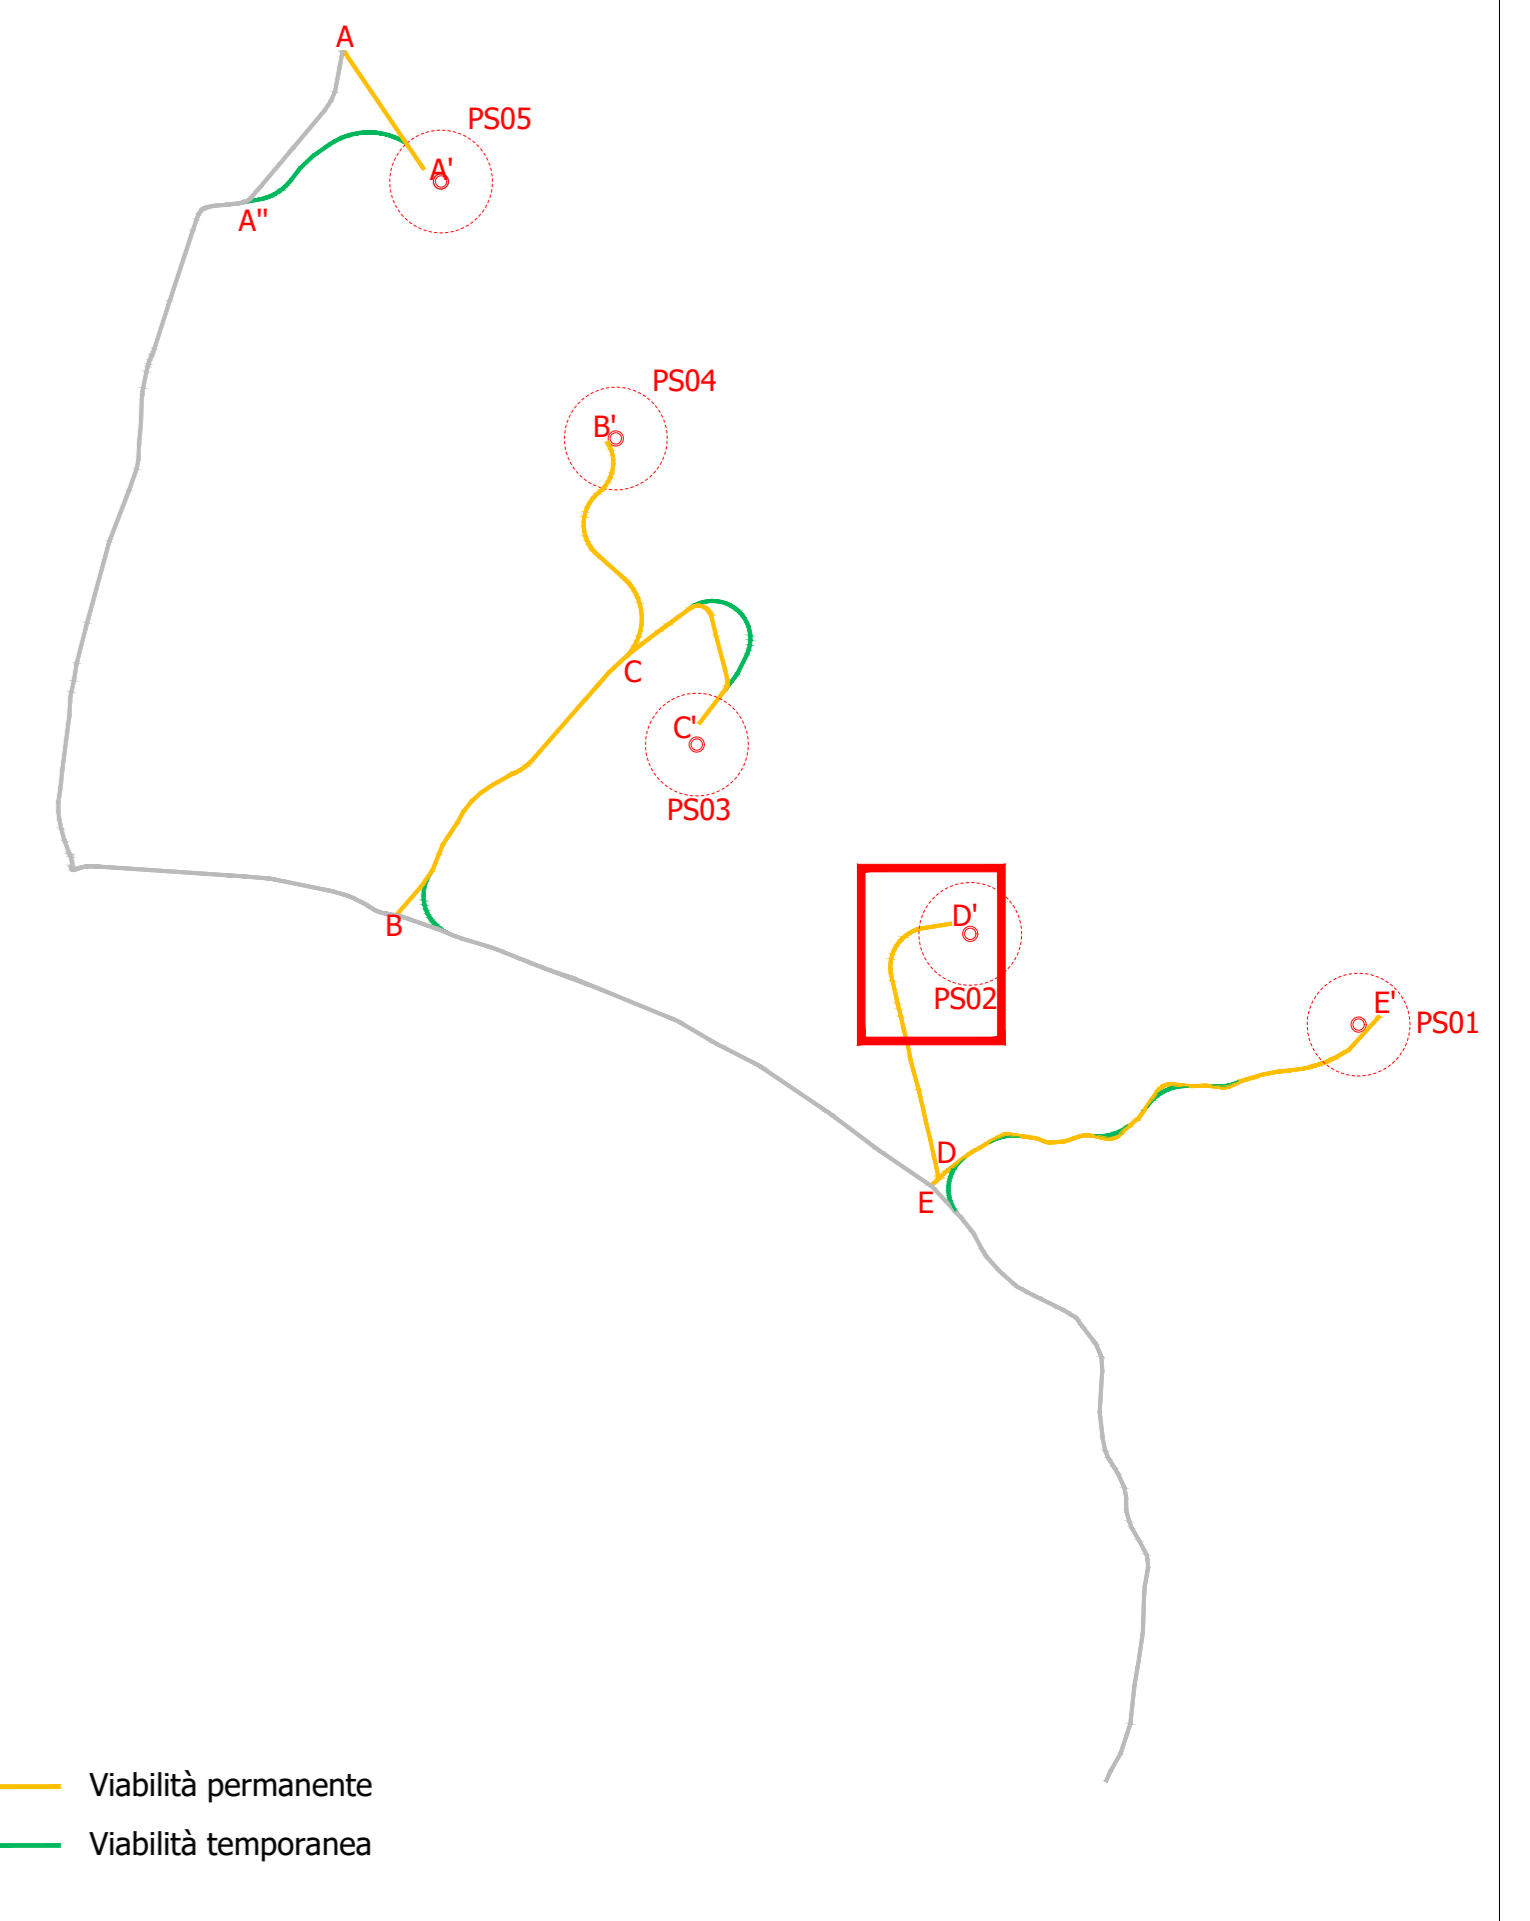 A
PS05
A'
A"
PS04
B'
C
C'
PS03
B
D'
PS02
E'
PS01
D
E
Viabilità permanente
Viabilità temporanea